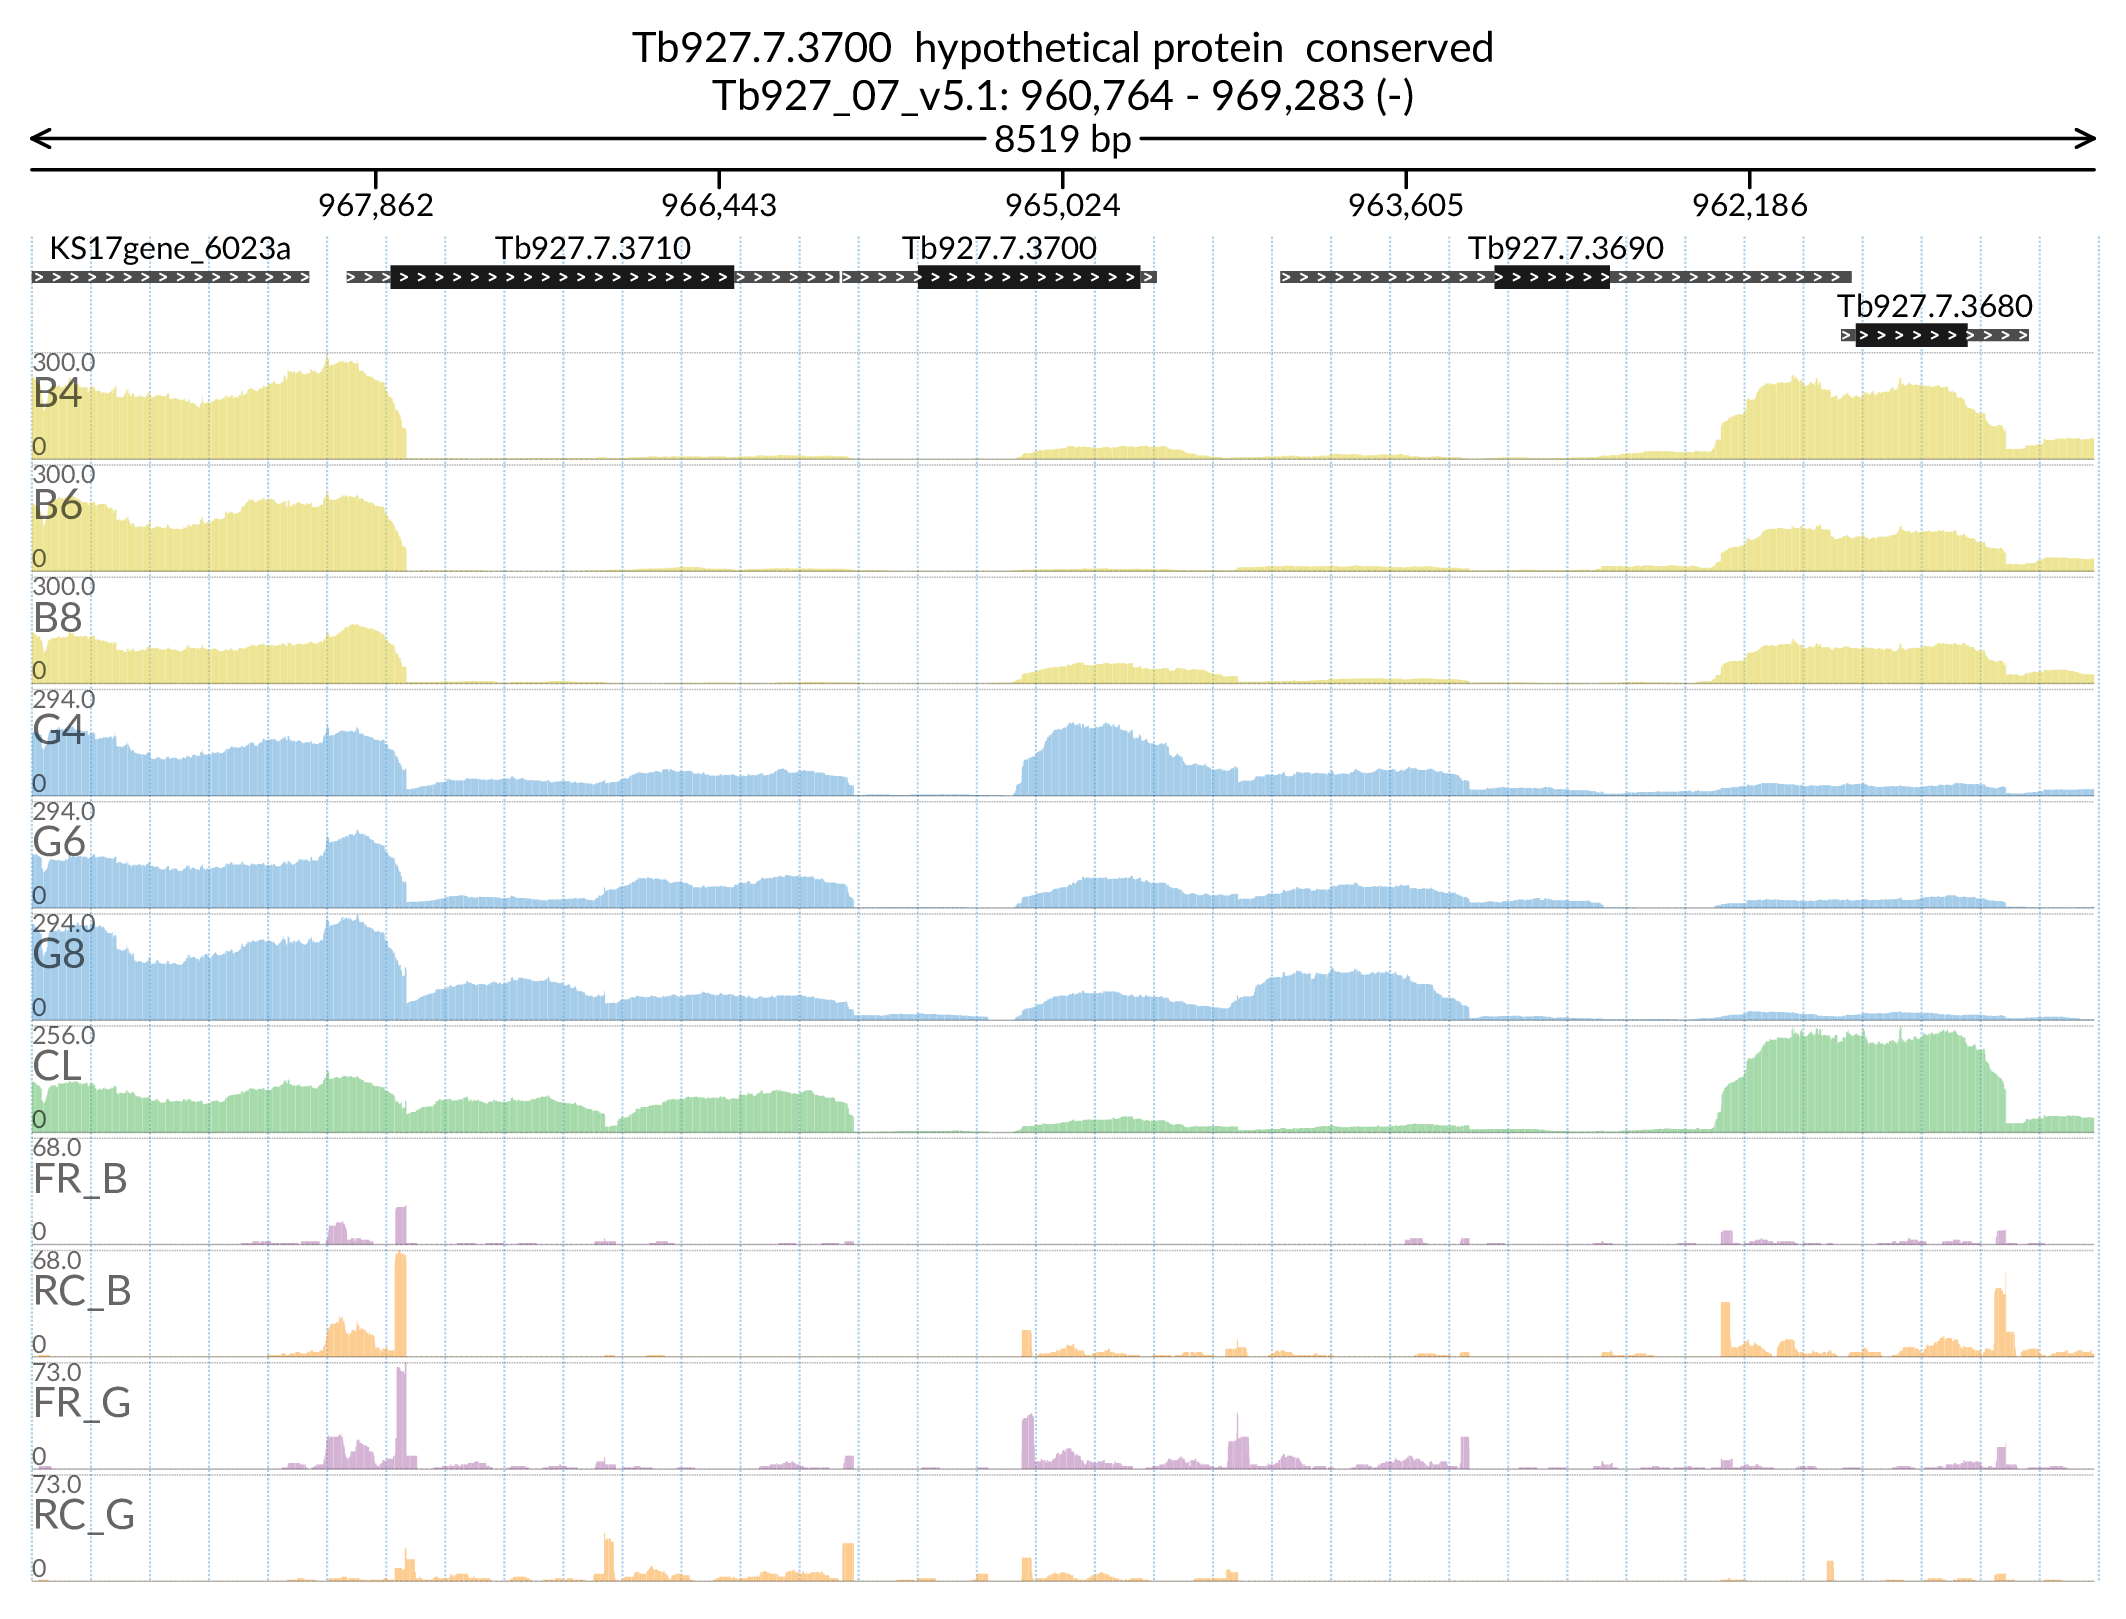 Tb927.7.3700 hypothetical protein conserved
Tb927_07_v5.1: 960,764 - 969,283 (-)
8519 bp
967,862 966,443 965,024 963,605 962,186
KS17gene_6023a Tb927.7.3710 Tb927.7.3700 Tb927.7.3690
Tb927.7.3680
300.0
B4
0
300.0
B6
0
300.0
B8
0
294.0
G4
0
294.0
G6
0
294.0
G8
0
256.0
CL
0
68.0
FR_B
0
68.0
RC_B
0
73.0
FR_G
0
73.0
RC_G
0